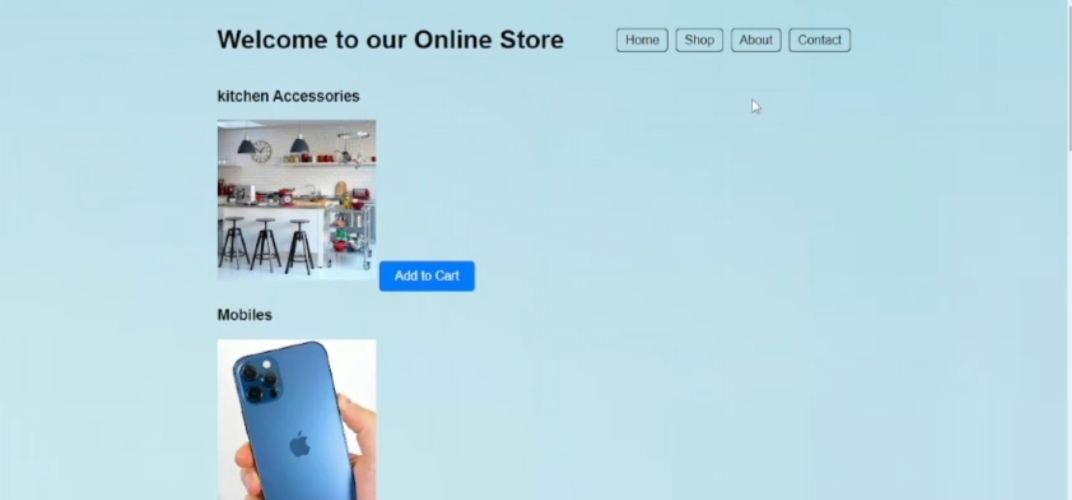 Welcome to our Online Store
Home Shop About Contact
kitchen Accessories
Add to Cart
Mobiles